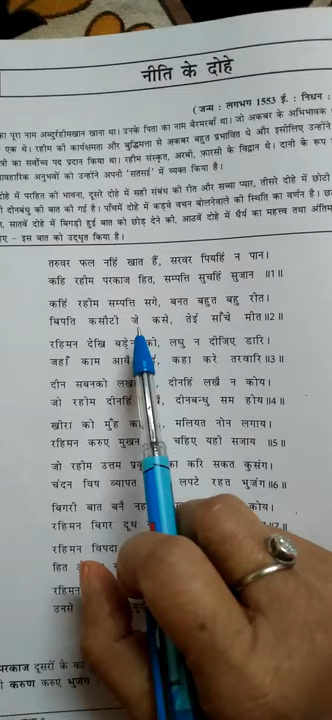 नीति के दोहे
( जन्म : लगभग 1553 ई. : निधन :
का पूरा नाम अब्दुर्रहीमखान खाना था। उनके पिता का नाम बैरमखाँ था। जो अकबर के अभिभावक
एक थे। रहीम की कार्यक्षमता और बुद्धिमत्ता से अकबर बहुत प्रभावित थे और इसीलिए उन्होंने
त्री का सर्वोच्च पद प्रदान किया था। रहीम संस्कृत, अरबी, फ़ारसी के विद्वान थे। दानी के रूप
व्यावहारिक अनुभवों को उन्होंने अपनी 'सतसई' में व्यक्त किया है।
दोहे में परहित की भावना, दूसरे दोहे में सही संबंध की रीत और सच्चा प्यार, तीसरे दोहे में छोटी
दीनबंधु की बात की गई है। पाँचवें दोहे में कड़वे वचन बोलनेवाले की स्थिति का वर्णन है।
सातवें दोहे में बिगड़ी हुई बात को छोड़ देने की, आठवें दोहे में धैर्य का महत्त्व तथा अंतिम
- इस बात को उद्धृत किया है।
तरुवर फल नहिं खात हैं, सरवर पियहिं न पान।
कहि रहीम परकाज हित, सम्पत्ति सुचहिं सुजान ॥1॥
कहिं रहीम सम्पत्ति सगे, बनत बहुत बहु रीत।
बिपति कसौटी जे कसे, तेई साँचे मीत॥2॥
रहिमन देखि बड़ेन को, लघु न दीजिए डारि।
जहाँ काम आवै कहा करे तरवारि॥3॥
दीन सबनको दीनहिं लखै न कोय।
जो रहीम दीनहिं दीनबन्धु सम होय॥4॥
खीरा को मुँह मलियत नोन लगाय।
रहिमन करुए मुखन चहिए यही सजाय ॥5॥
जो रहीम उत्तम का करि सकत कुसंग।
चंदन विष व्यापत लपटे रहत भुजंग॥6॥
बिगरी बात बनै कोय।
रहिमन बिगर दूध
रहिमन विपदा
हित
रहिमन
उनसे
परकाज दूसरों के का
करुण करुए भुजंग